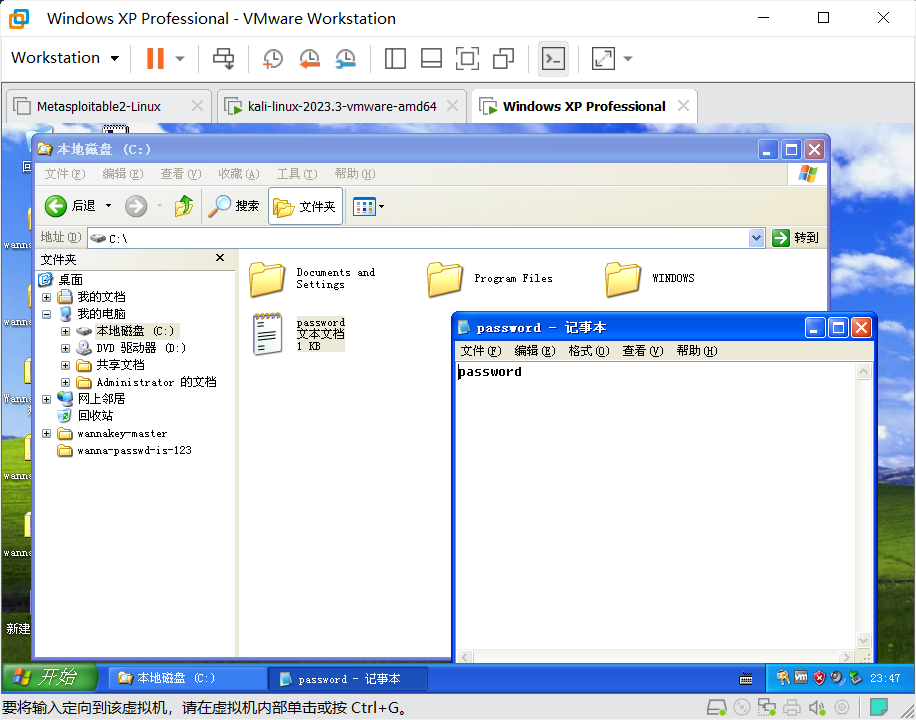 Windows XP Professional - VMware Workstation
Workstation
Metasploitable2-Linux
kali-linux-2023.3-vmware-amd64
Windows XP Professional
本地磁盘 (C:)
文件(F) 编辑(E) 查看(V) 收藏(A) 工具(T) 帮助(H)
后退 搜索 文件夹
地址(D) C:\ 转到
文件夹
桌面
我的文档
我的电脑
本地磁盘 (C:)
DVD 驱动器 (D:)
共享文档
Administrator 的文档
网上邻居
回收站
wannakey-master
wanna-passwd-is-123
Documents and
Settings
Program Files
WINDOWS
password
文本文档
1 KB
password - 记事本
文件(F) 编辑(E) 格式(O) 查看(V) 帮助(H)
password
新建
开始
本地磁盘 (C:)
password - 记事本
23:47
要将输入定向到该虚拟机，请在虚拟机内部单击或按 Ctrl+G。